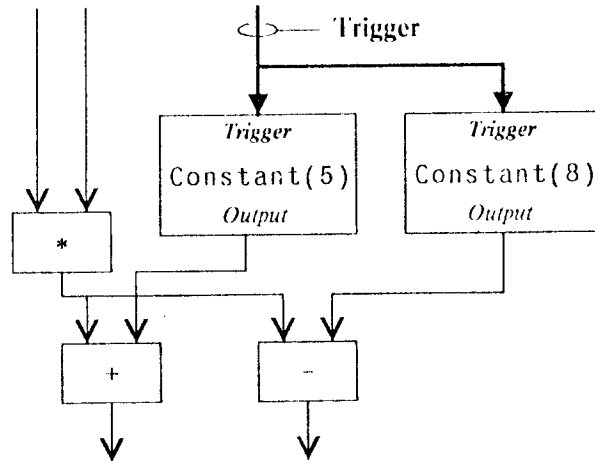 Trigger
Trigger
Constant(5)
Output
Trigger
Constant(8)
Output
*
+
-